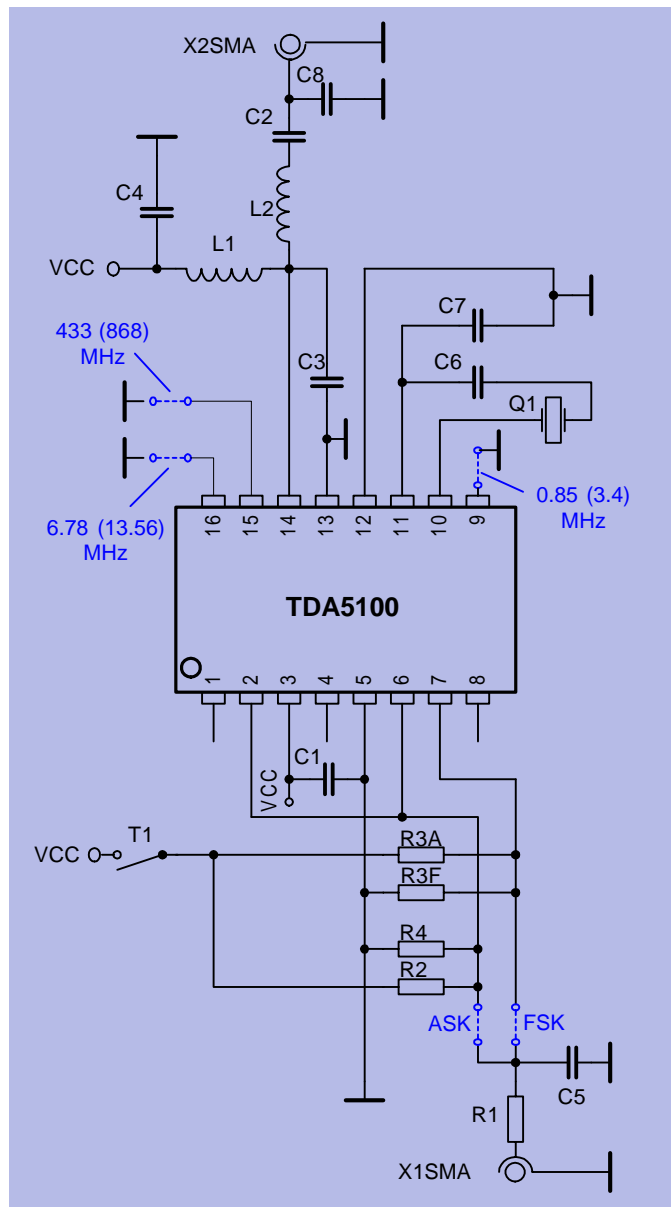 X2SMA
C8
C2
C4
L2
L1
VCC
433 (868)
MHz
C7
C3
C6
Q1
0.85 (3.4)
MHz
6.78 (13.56)
MHz
16 15 14 13 12 11 10 9
TDA5100
1 2 3 4 5 6 7 8
C1
VCC
T1
VCC
R3A
R3F
R4
R2
ASK
FSK
C5
R1
X1SMA